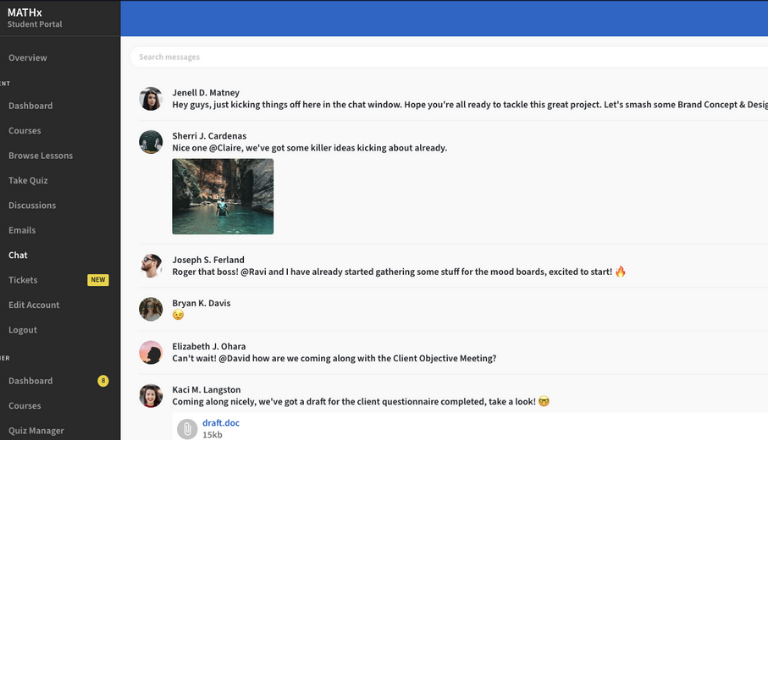 MATHx
Student Portal
Overview
ENT
Dashboard
Courses
Browse Lessons
Take Quiz
Discussions
Emails
Chat
Tickets NEW
Edit Account
Logout
ER
Dashboard 8
Courses
Quiz Manager
Search messages
Jenell D. Matney
Hey guys, just kicking things off here in the chat window. Hope you're all ready to tackle this great project. Let's smash some Brand Concept & Desig
Sherri J. Cardenas
Nice one @Claire, we've got some killer ideas kicking about already.
Joseph S. Ferland
Roger that boss! @Ravi and I have already started gathering some stuff for the mood boards, excited to start! 🔥
Bryan K. Davis
😉
Elizabeth J. Ohara
Can't wait! @David how are we coming along with the Client Objective Meeting?
Kaci M. Langston
Coming along nicely, we've got a draft for the client questionnaire completed, take a look! 🤓
draft.doc
15kb